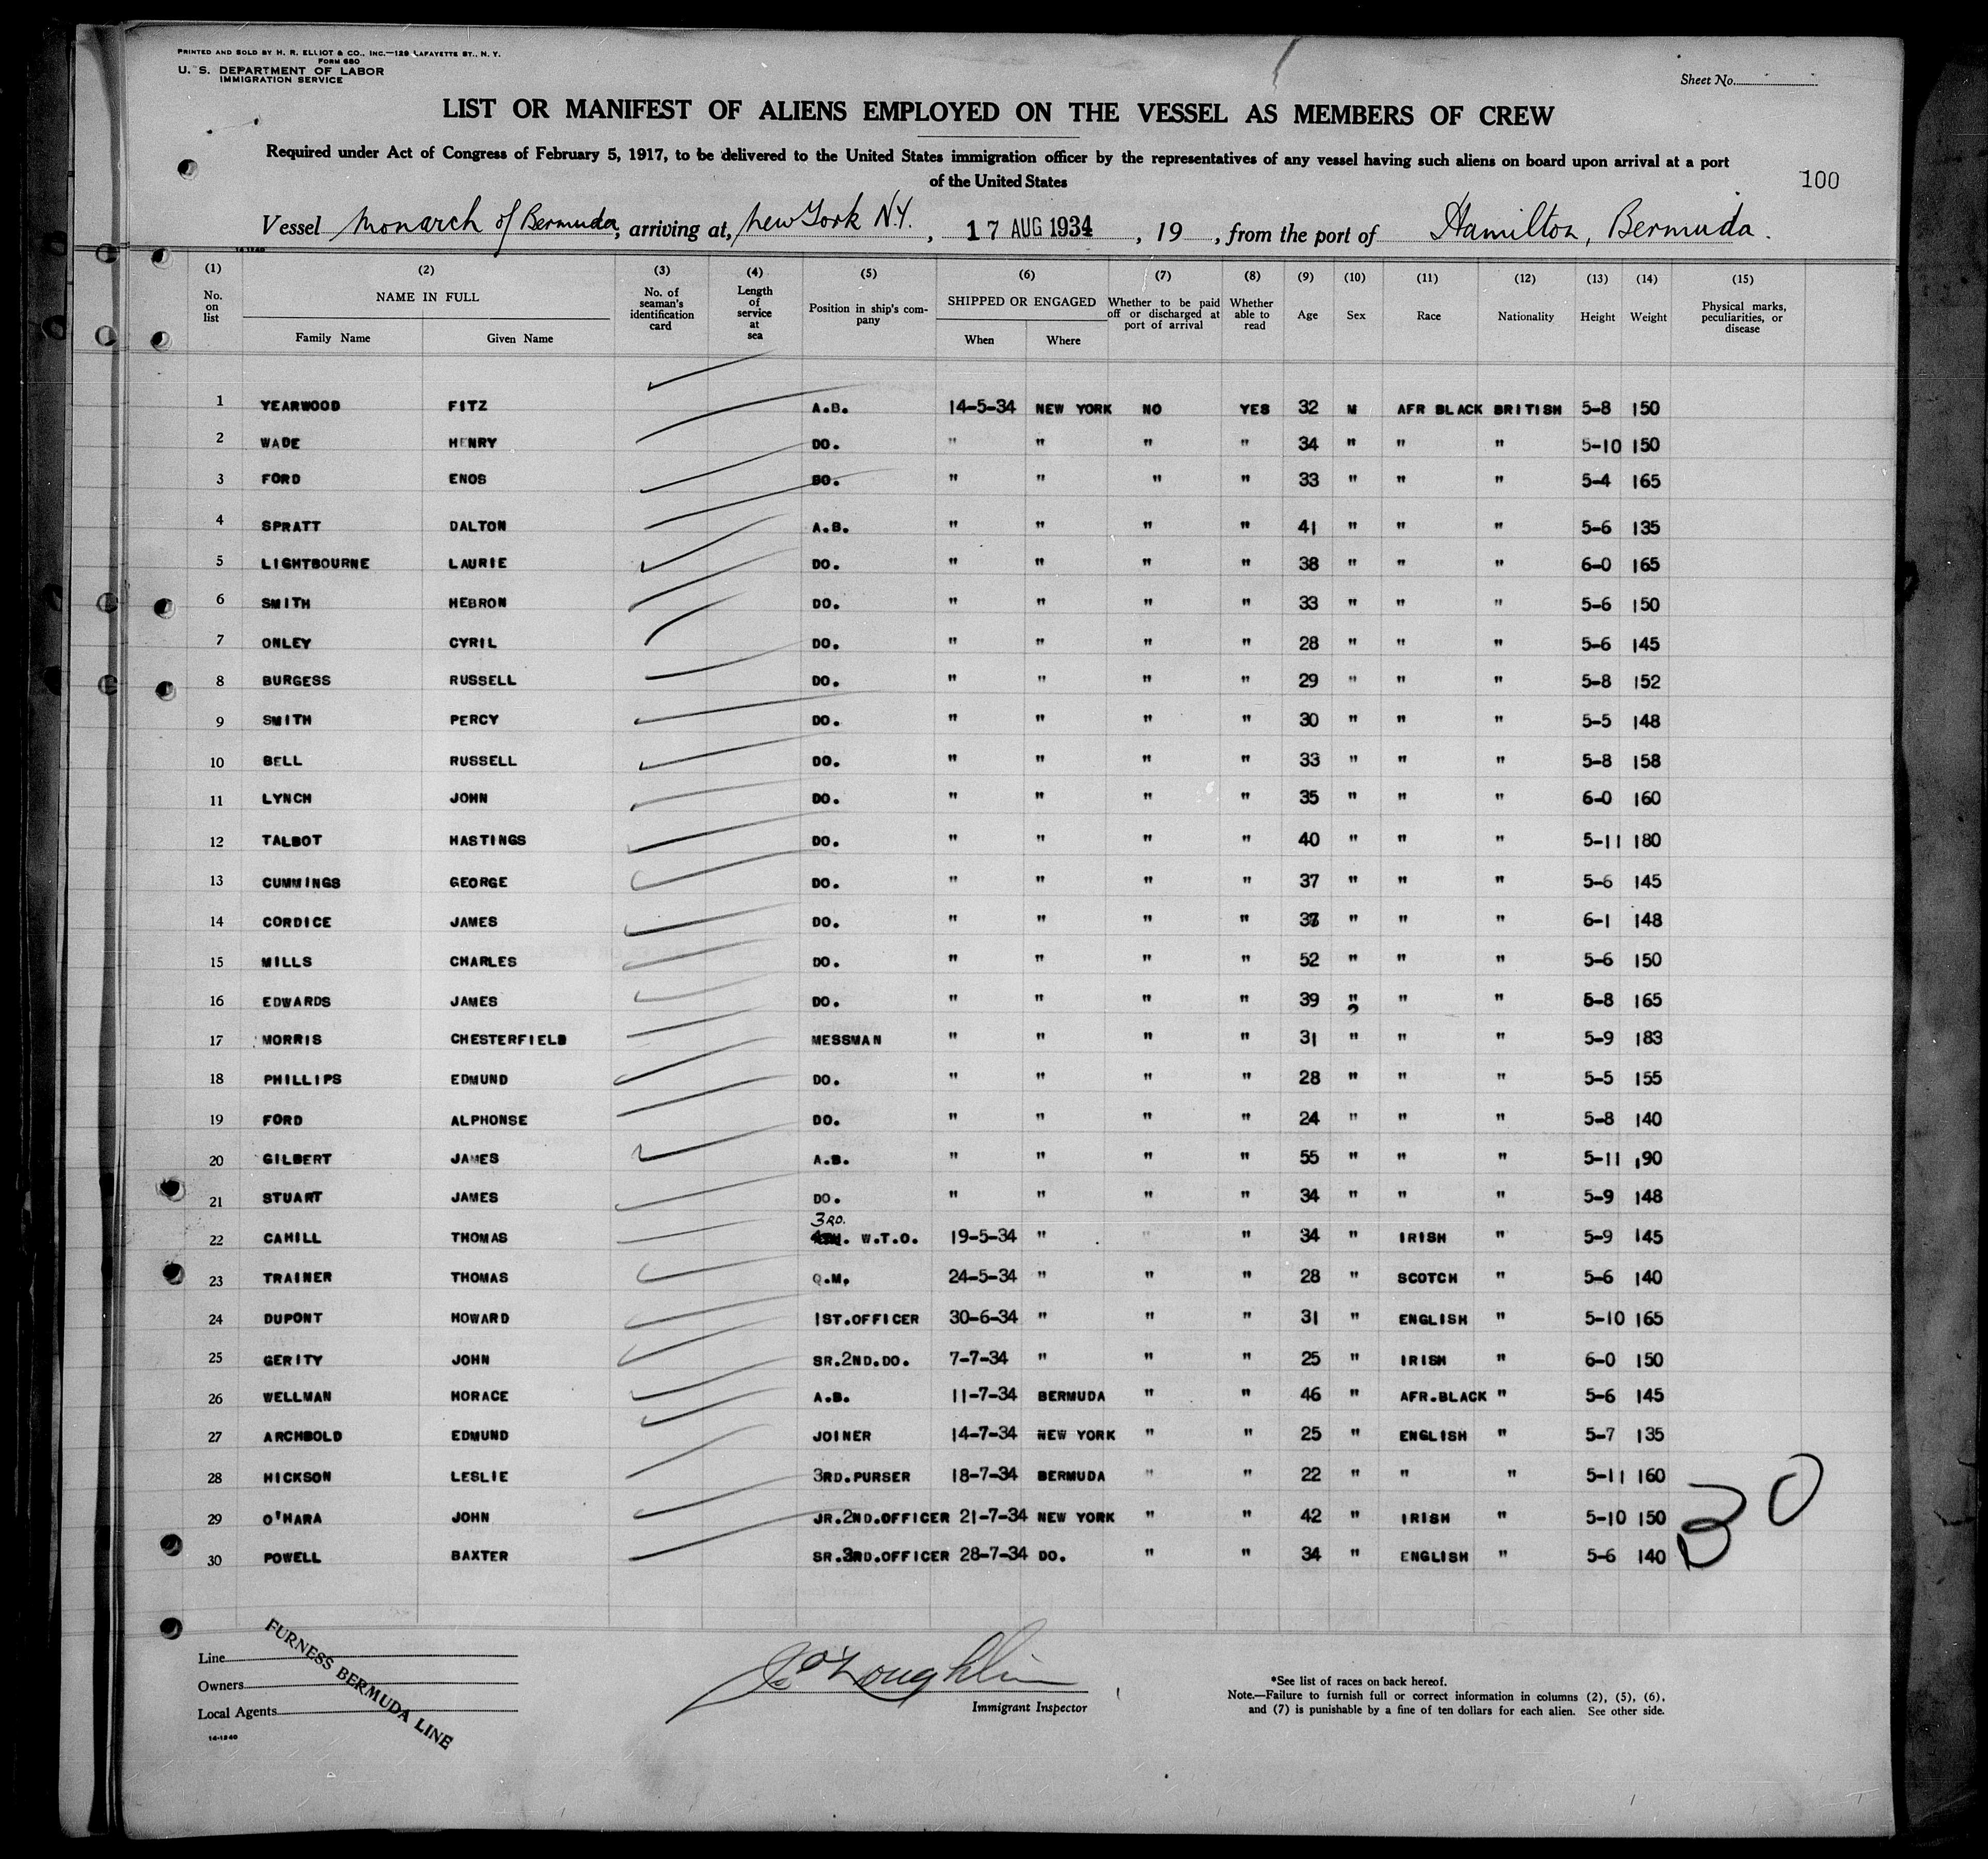 PRINTED AND SOLD BY H. R. ELLIOT & CO., INC.—129 LAFAYETTE ST., N. Y.
FORM 680
U. S. DEPARTMENT OF LABOR
IMMIGRATION SERVICE
Sheet No.
LIST OR MANIFEST OF ALIENS EMPLOYED ON THE VESSEL AS MEMBERS OF CREW
Required under Act of Congress of February 5, 1917, to be delivered to the United States immigration officer by the representatives of any vessel having such aliens on board upon arrival at a port
of the United States
100
Vessel Monarch of Bermuda, arriving at, New York N.Y., 17 AUG 1934, 19 , from the port of Hamilton, Bermuda.
14-1240
(1) (2) (3) (4) (5) (6) (7) (8) (9) (10) (11) (12) (13) (14) (15)
No. on list NAME IN FULL Family Name Given Name No. of seaman's identification card Length of service at sea Position in ship's company SHIPPED OR ENGAGED When Where Whether to be paid off or discharged at port of arrival Whether able to read Age Sex Race Nationality Height Weight Physical marks, peculiarities, or disease
1 YEARWOOD FITZ A.B. 14-5-34 NEW YORK NO YES 32 M AFR BLACK BRITISH 5-8 150
2 WADE HENRY DO. " " " " 34 " " " 5-10 150
3 FORD ENOS BO. " " " " 33 " " " 5-4 165
4 SPRATT DALTON A.B. " " " " 41 " " " 5-6 135
5 LIGHTBOURNE LAURIE DO. " " " " 38 " " " 6-0 165
6 SMITH HEBRON DO. " " " " 33 " " " 5-6 150
7 ONLEY CYRIL DO. " " " " 28 " " " 5-6 145
8 BURGESS RUSSELL DO. " " " " 29 " " " 5-8 152
9 SMITH PERCY DO. " " " " 30 " " " 5-5 148
10 BELL RUSSELL DO. " " " " 33 " " " 5-8 158
11 LYNCH JOHN DO. " " " " 35 " " " 6-0 160
12 TALBOT HASTINGS DO. " " " " 40 " " " 5-11 180
13 CUMMINGS GEORGE DO. " " " " 37 " " " 5-6 145
14 CORDICE JAMES DO. " " " " " " " 6-1 148
15 MILLS CHARLES DO. " " " " 52 " " " 5-6 150
16 EDWARDS JAMES DO. " " " " 39 " " " 5-8 165
17 MORRIS CHESTERFIELD MESSMAN " " " " 31 " " " 5-9 183
18 PHILLIPS EDMUND DO. " " " " 28 " " " 5-5 155
19 FORD ALPHONSE DO. " " " " 24 " " " 5-8 140
20 GILBERT JAMES A.B. " " " " 55 " " " 5-11 190
21 STUART JAMES DO. " " " " 34 " " " 5-9 148
22 CAHILL THOMAS 3RD. W.T.O. 19-5-34 " " " 34 " IRISH " 5-9 145
23 TRAINER THOMAS Q.M. 24-5-34 " " " 28 " SCOTCH " 5-6 140
24 DUPONT HOWARD 1ST.OFFICER 30-6-34 " " " 31 " ENGLISH " 5-10 165
25 GERITY JOHN SR.2ND.DO. 7-7-34 " " " 25 " IRISH " 6-0 150
26 WELLMAN HORACE A.B. 11-7-34 BERMUDA " " 46 " AFR.BLACK " 5-6 145
27 ARCHBOLD EDMUND JOINER 14-7-34 NEW YORK " " 25 " ENGLISH " 5-7 135
28 HICKSON LESLIE 3RD.PURSER 18-7-34 BERMUDA " " 22 " " " 5-11 160
29 O'HARA JOHN JR.2ND.OFFICER 21-7-34 NEW YORK " " 42 " IRISH " 5-10 150
30 POWELL BAXTER SR.3RD.OFFICER 28-7-34 DO. " " 34 " ENGLISH " 5-6 140
30
Line
Owners
Local Agents
FURNESS BERMUDA LINE
14-1240
J O'Loughlin
Immigrant Inspector
*See list of races on back hereof.
Note.—Failure to furnish full or correct information in columns (2), (5), (6),
and (7) is punishable by a fine of ten dollars for each alien. See other side.